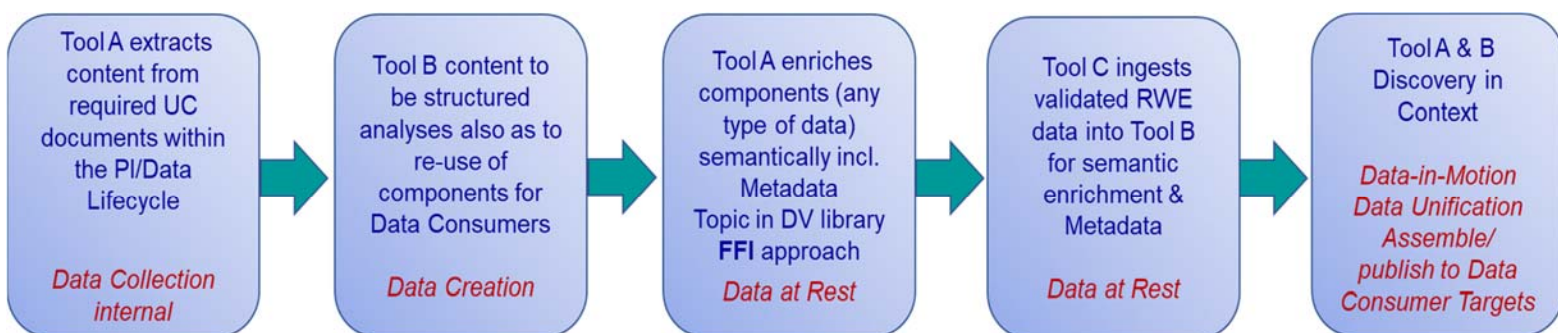 Tool A extracts
content from
required UC
documents within
the PI/Data
Lifecycle
Data Collection
internal
Tool B content to
be structured
analyses also as to
re-use of
components for
Data Consumers
Data Creation
Tool A enriches
components (any
type of data)
semantically incl.
Metadata
Topic in DV library
FFI approach
Data at Rest
Tool C ingests
validated RWE
data into Tool B
for semantic
enrichment &
Metadata
Data at Rest
Tool A & B
Discovery in
Context
Data-in-Motion
Data Unification
Assemble/
publish to Data
Consumer Targets